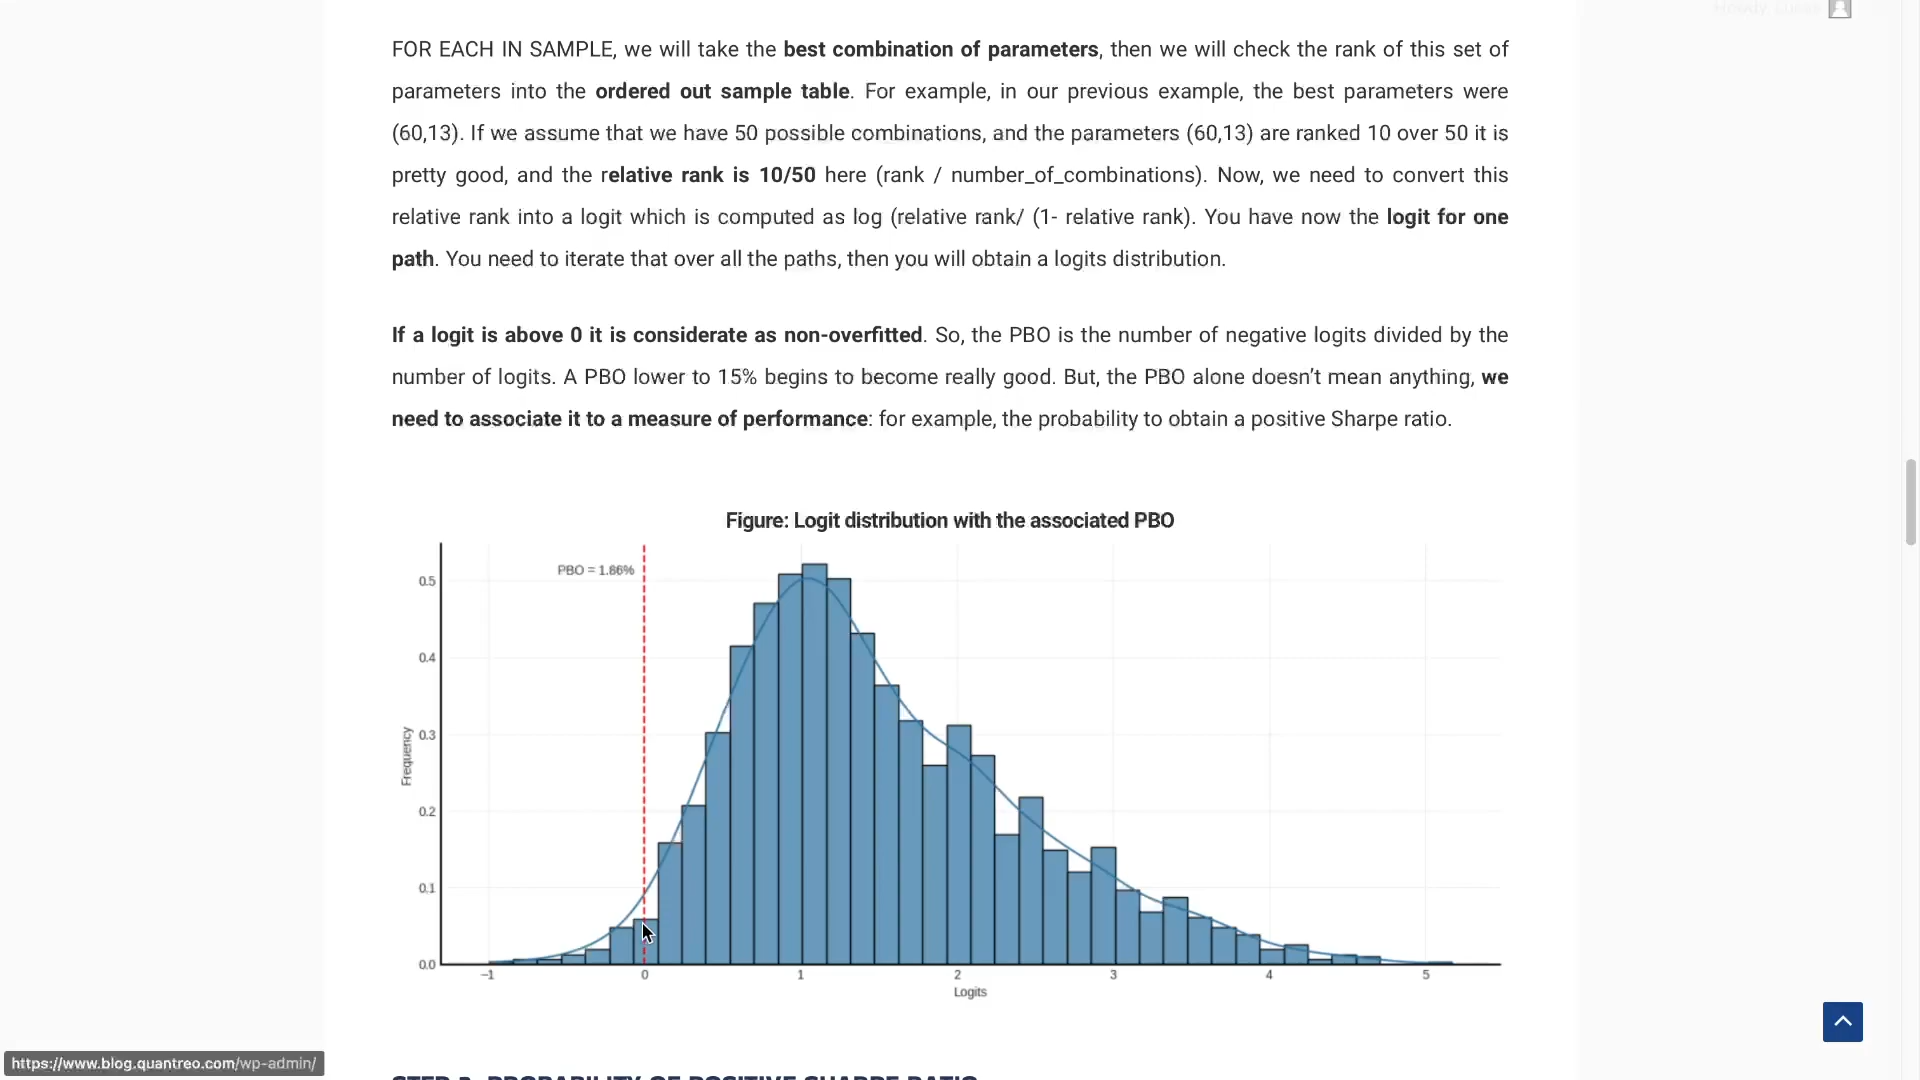 FOR EACH IN SAMPLE, we will take the best combination of parameters, then we will check the rank of this set of
parameters into the ordered out sample table. For example, in our previous example, the best parameters were
(60,13). If we assume that we have 50 possible combinations, and the parameters (60,13) are ranked 10 over 50 it is
pretty good, and the relative rank is 10/50 here (rank / number_of_combinations). Now, we need to convert this
relative rank into a logit which is computed as log (relative rank/ (1- relative rank). You have now the logit for one
path. You need to iterate that over all the paths, then you will obtain a logits distribution.
If a logit is above 0 it is considerate as non-overfitted. So, the PBO is the number of negative logits divided by the
number of logits. A PBO lower to 15% begins to become really good. But, the PBO alone doesn’t mean anything, we
need to associate it to a measure of performance: for example, the probability to obtain a positive Sharpe ratio.
Figure: Logit distribution with the associated PBO
PBO = 1.86%
0.5
0.4
0.3
0.2
0.1
0.0
Frequency
−1 0 1 2 3 4 5
Logits
https://www.blog.quantreo.com/wp-admin/
STEP 3: PROBABILITY OF POSITIVE SHARPE RATIO